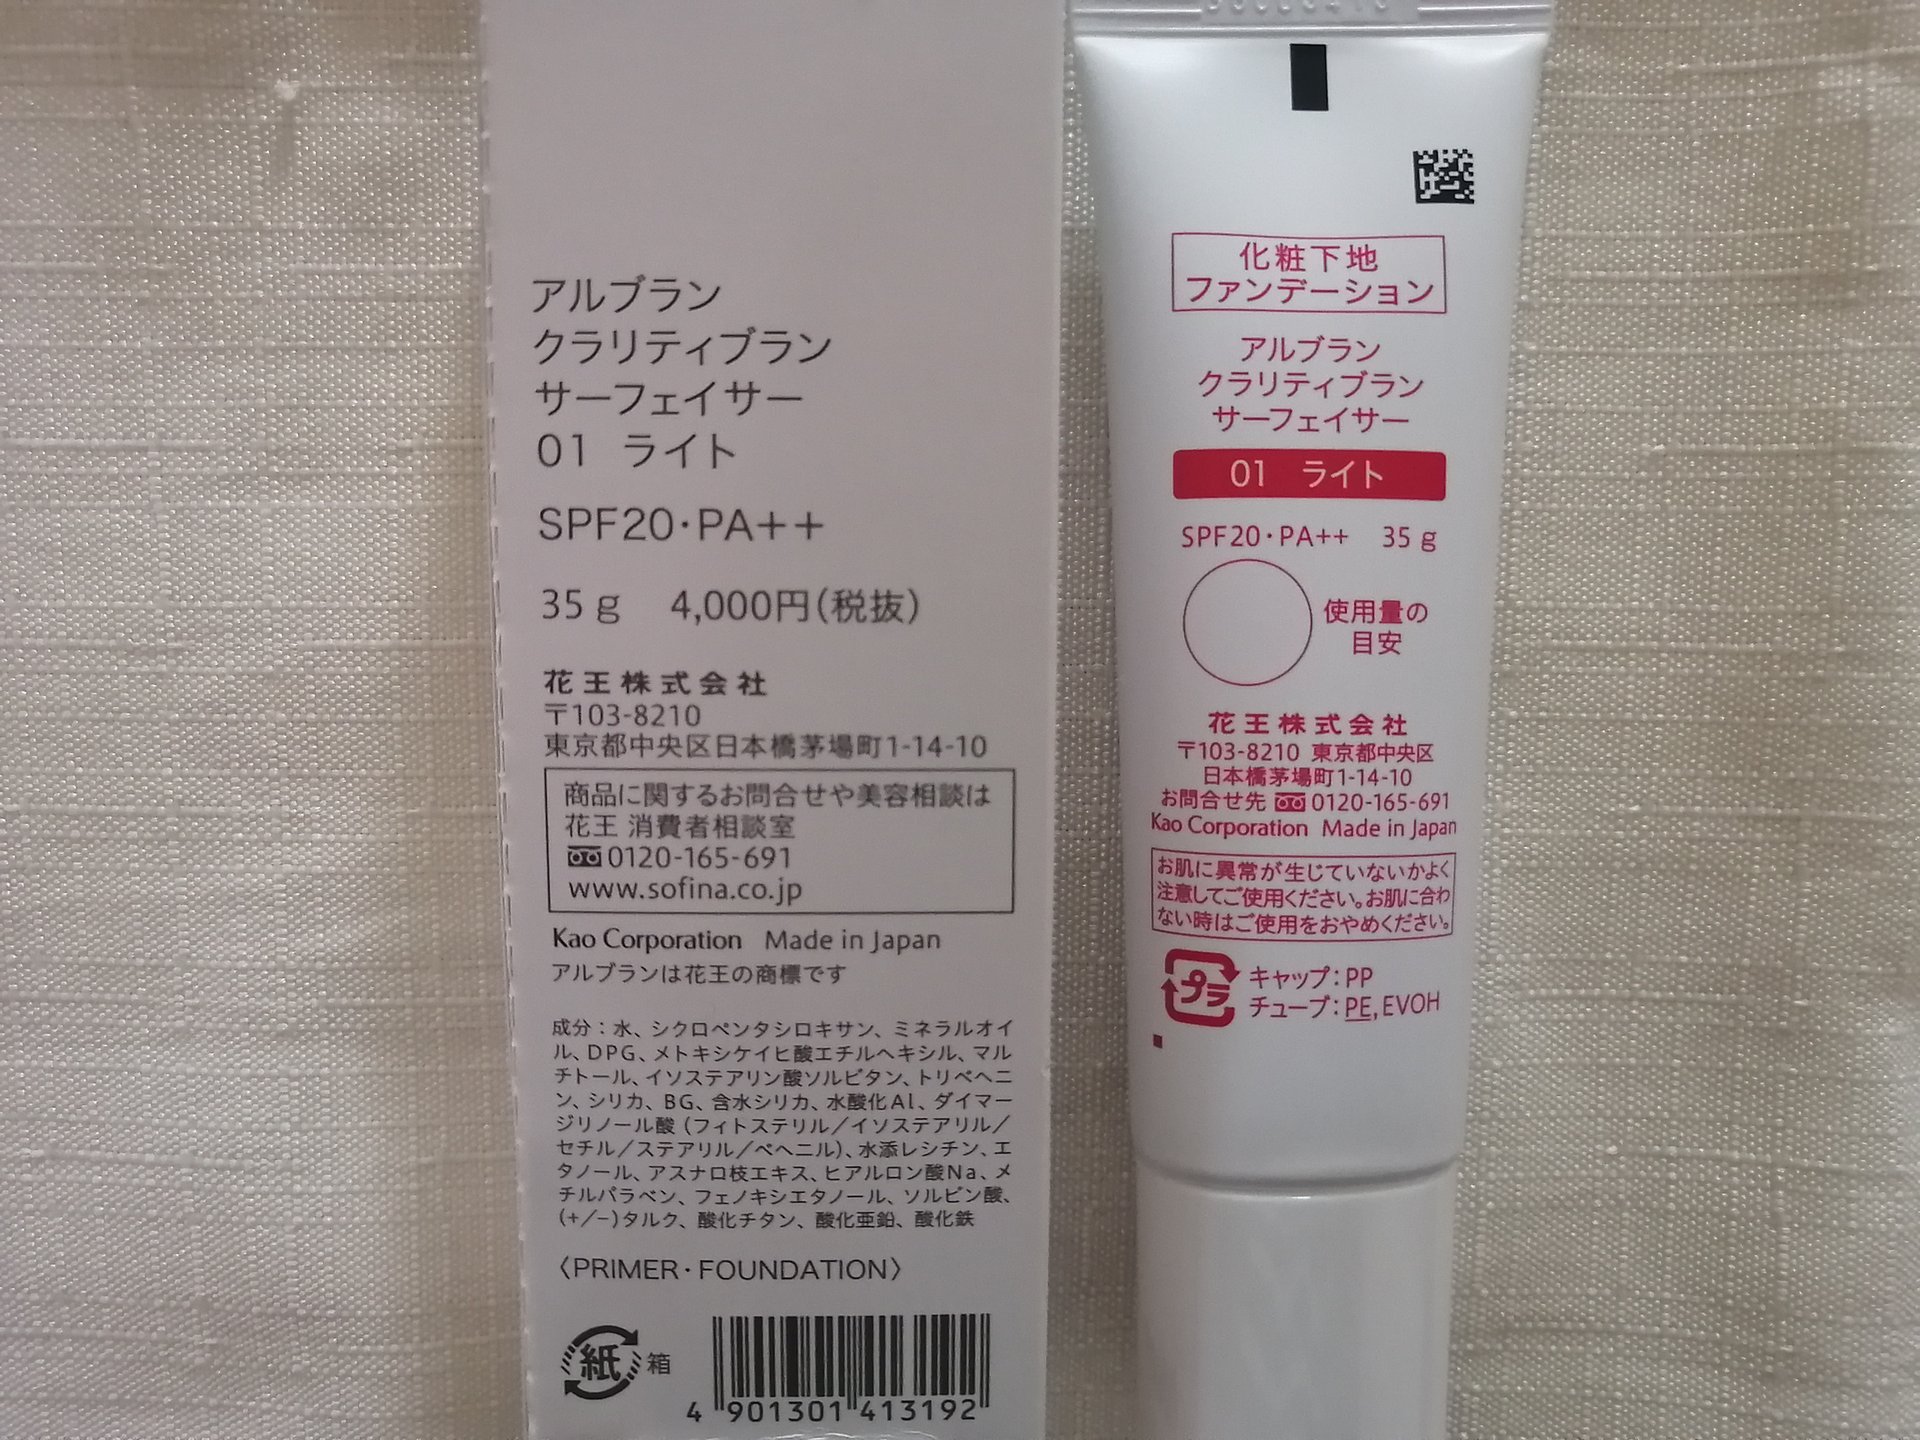 アルブラン
クラリティブラン
サーフェイサー
01 ライト
SPF20・PA++
35g 4,000円(税抜)
花王株式会社
〒103-8210
東京都中央区日本橋茅場町1-14-10
商品に関するお問合せや美容相談は
花王 消費者相談室
0120-165-691
www.sofina.co.jp
Kao Corporation Made in Japan
アルブランは花王の商標です
成分：水、シクロペンタシロキサン、ミネラルオイ
ル、DPG、メトキシケイヒ酸エチルヘキシル、マル
チトール、イソステアリン酸ソルビタン、トリベヘニ
ン、シリカ、BG、含水シリカ、水酸化Al、ダイマー
ジリノール酸(フィトステリル／イソステアリル／
セチル／ステアリル／ベヘニル)、水添レシチン、エ
タノール、アスナロ枝エキス、ヒアルロン酸Na、メ
チルパラベン、フェノキシエタノール、ソルビン酸、
(+/−)タルク、酸化チタン、酸化亜鉛、酸化鉄
〈PRIMER・FOUNDATION〉
紙 箱
4 901301 413192
化粧下地
ファンデーション
アルブラン
クラリティブラン
サーフェイサー
01 ライト
SPF20・PA++ 35g
使用量の
目安
花王株式会社
〒103-8210 東京都中央区
日本橋茅場町1-14-10
お問合せ先 0120-165-691
Kao Corporation Made in Japan
お肌に異常が生じていないかよく
注意してご使用ください。お肌に合わ
ない時はご使用をおやめください。
プラ キャップ：PP
チューブ：PE,EVOH